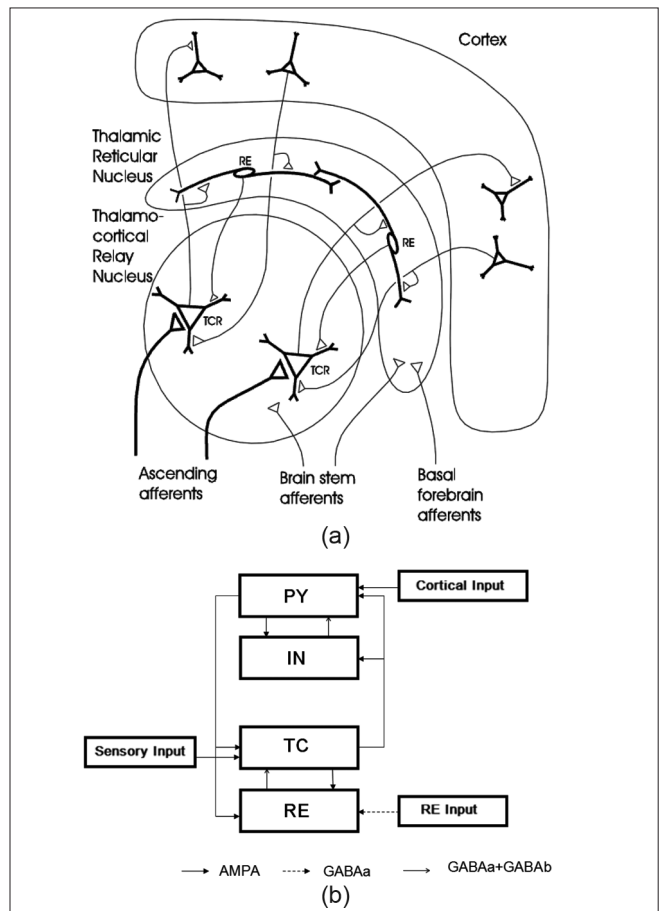 Cortex
Thalamic
Reticular
Nucleus
RE
Thalamo-
cortical
Relay
Nucleus
RE
TCR
TCR
Ascending
afferents
Brain stem
afferents
Basal
forebrain
afferents
(a)
PY
Cortical Input
IN
Sensory Input
TC
RE
RE Input
AMPA
GABAa
GABAa+GABAb
(b)